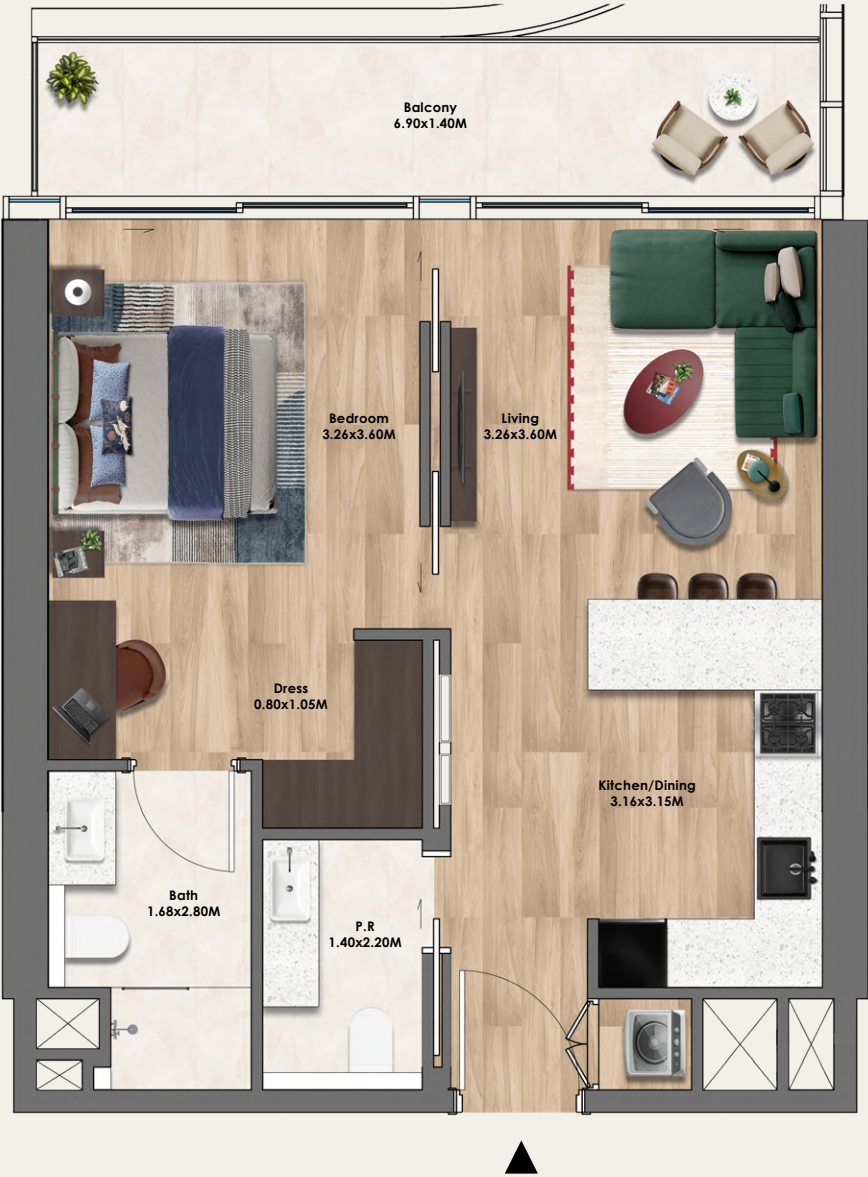 Balcony
6.90x1.40M
Bedroom
3.26x3.60M
Living
3.26x3.60M
Dress
0.80x1.05M
Kitchen/Dining
3.16x3.15M
Bath
1.68x2.80M
P.R
1.40x2.20M